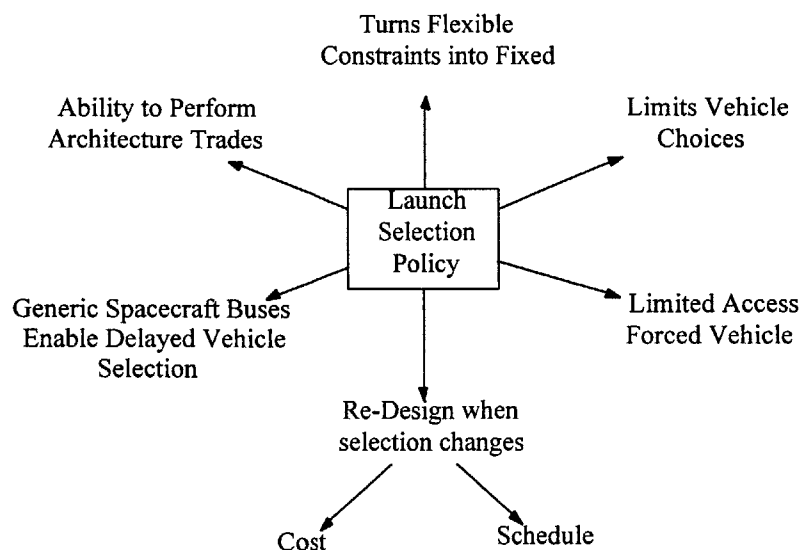 Turns Flexible
Constraints into Fixed
Ability to Perform
Architecture Trades
Limits Vehicle
Choices
Launch
Selection
Policy
Generic Spacecraft Buses
Enable Delayed Vehicle
Selection
Limited Access
Forced Vehicle
Re-Design when
selection changes
Cost
Schedule